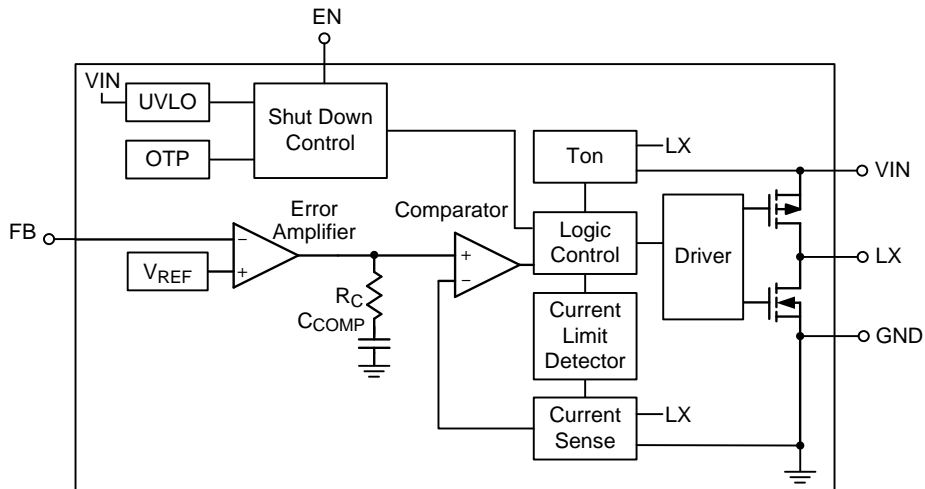 EN
VIN
UVLO
Shut Down
Control
OTP
Ton
LX
VIN
FB
Error
Amplifier
Comparator
Logic
Control
Driver
LX
VREF
−
+
+
−
RC
CCOMP
Current
Limit
Detector
GND
Current
Sense
LX